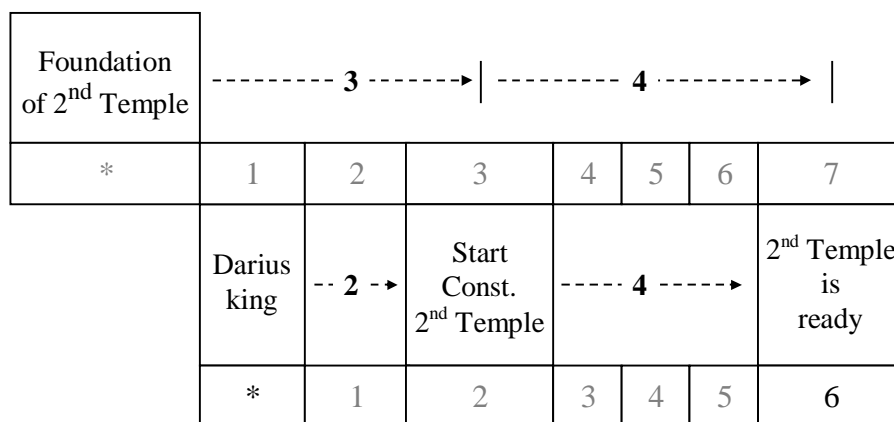 Foundation
of 2nd Temple
3
4
* 1 2 3 4 5 6 7
Darius
king
2
Start
Const.
2nd Temple
4
2nd Temple
is
ready
* 1 2 3 4 5 6